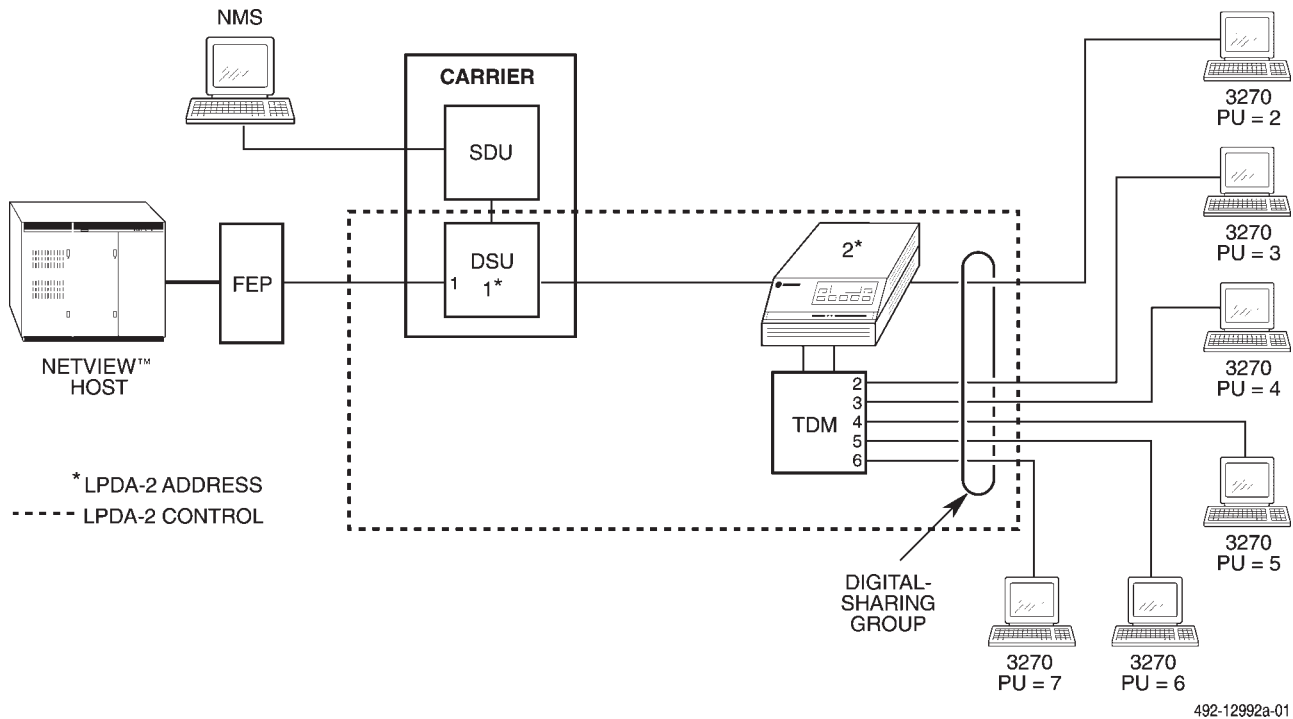 NMS
CARRIER
SDU
DSU
1
1*
FEP
NETVIEW™
HOST
2*
TDM
2
3
4
5
6
3270
PU = 2
3270
PU = 3
3270
PU = 4
3270
PU = 5
3270
PU = 6
3270
PU = 7
DIGITAL-
SHARING
GROUP
* LPDA-2 ADDRESS
LPDA-2 CONTROL
492-12992a-01